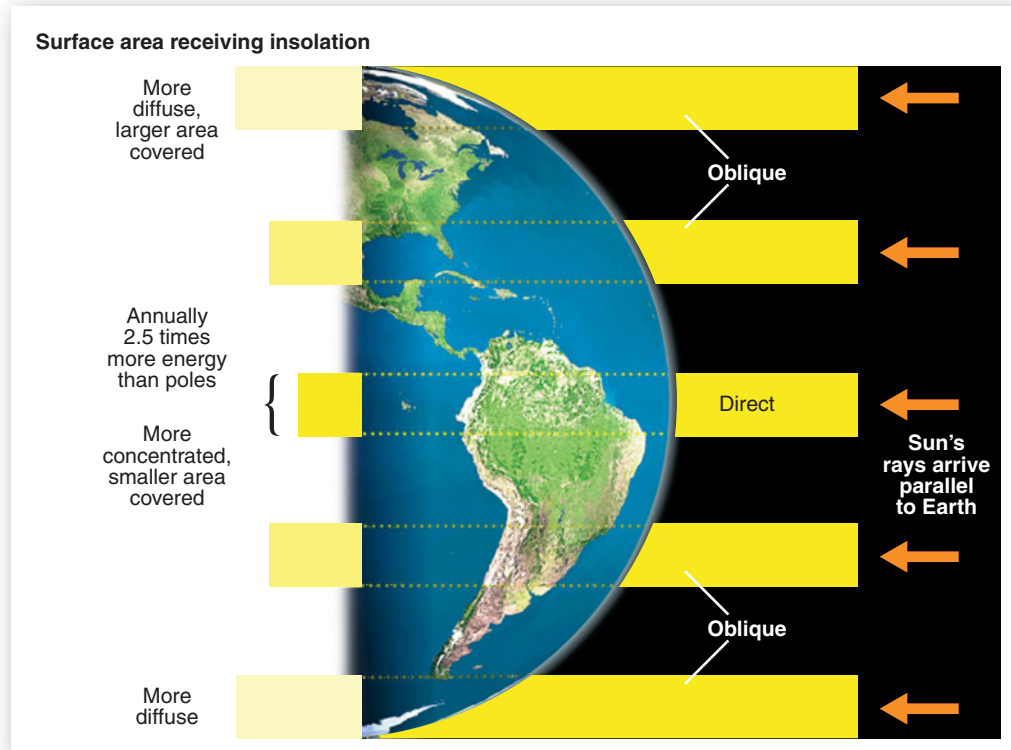 Surface area receiving insolation
More
diffuse,
larger area
covered
Oblique
Annually
2.5 times
more energy
than poles
Direct
More
concentrated,
smaller area
covered
Sun's
rays arrive
parallel
to Earth
Oblique
More
diffuse